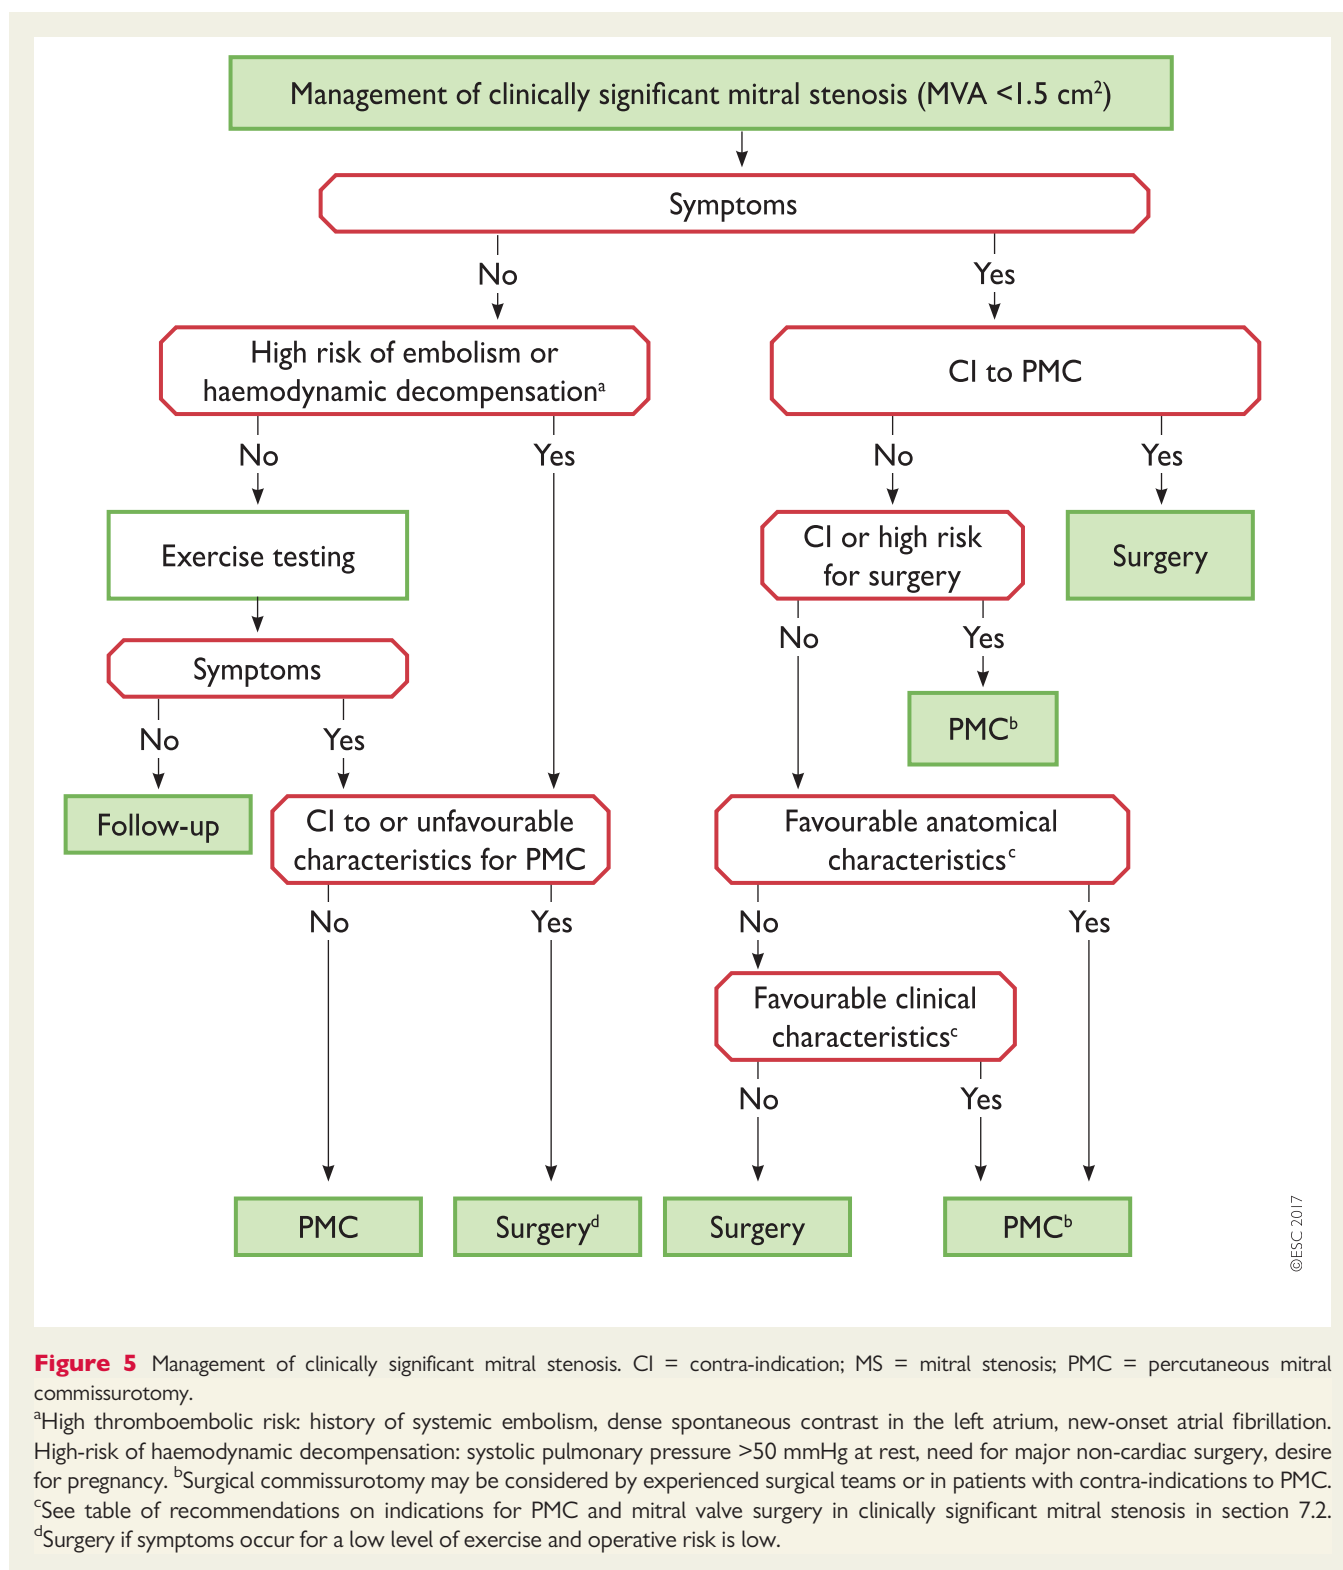 Management of clinically significant mitral stenosis (MVA <1.5 cm²)
Symptoms
No
Yes
High risk of embolism or
haemodynamic decompensationᵃ
CI to PMC
No
Yes
No
Yes
Exercise testing
CI or high risk
for surgery
Surgery
Symptoms
No
Yes
No
Yes
PMCᵇ
Follow-up
CI to or unfavourable
characteristics for PMC
Favourable anatomical
characteristicsᶜ
No
Yes
No
Yes
Favourable clinical
characteristicsᶜ
No
Yes
PMC
Surgeryᵈ
Surgery
PMCᵇ
©ESC 2017
Figure 5 Management of clinically significant mitral stenosis. CI = contra-indication; MS = mitral stenosis; PMC = percutaneous mitral
commissurotomy.
ᵃHigh thromboembolic risk: history of systemic embolism, dense spontaneous contrast in the left atrium, new-onset atrial fibrillation.
High-risk of haemodynamic decompensation: systolic pulmonary pressure >50 mmHg at rest, need for major non-cardiac surgery, desire
for pregnancy. ᵇSurgical commissurotomy may be considered by experienced surgical teams or in patients with contra-indications to PMC.
ᶜSee table of recommendations on indications for PMC and mitral valve surgery in clinically significant mitral stenosis in section 7.2.
ᵈSurgery if symptoms occur for a low level of exercise and operative risk is low.